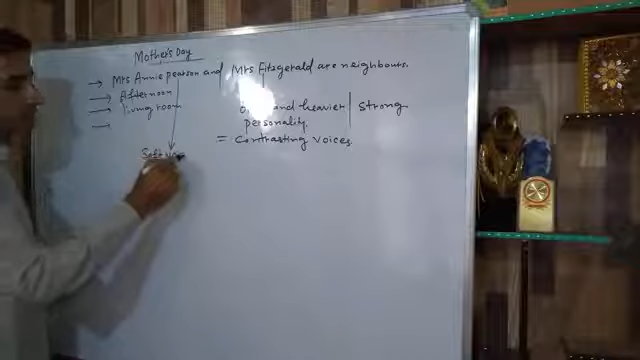 Mother's Day
→ Mrs Annie pearson and Mrs Fitzgerald are neighbours.
→ Afternoon
→ living room
and heavier | strong
personality.
= contrasting voices.
Soft